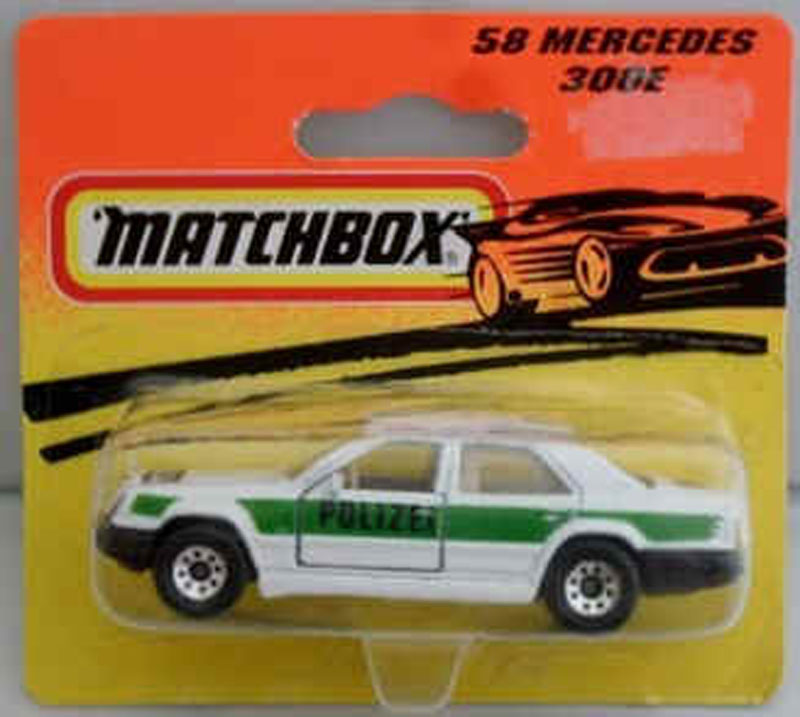 58 MERCEDES
300E
MATCHBOX®
POLIZEI